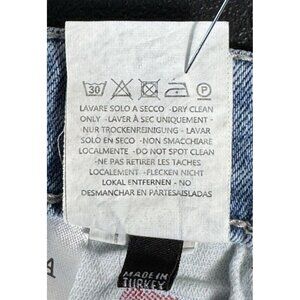 30 P
LAVARE SOLO A SECCO - DRY CLEAN
ONLY - LAVER À SEC UNIQUEMENT -
NUR TROCKENREINIGUNG - LAVAR
SOLO EN SECO - NON SMACCHIARE
LOCALMENTE - DO NOT SPOT CLEAN
- NE PAS RETIRER LES TACHES
LOCALEMENT - FLECKEN NICHT
LOKAL ENTFERNEN - NO
DESMANCHAR EN PARTESAISLADAS
MADE IN
TURKEY